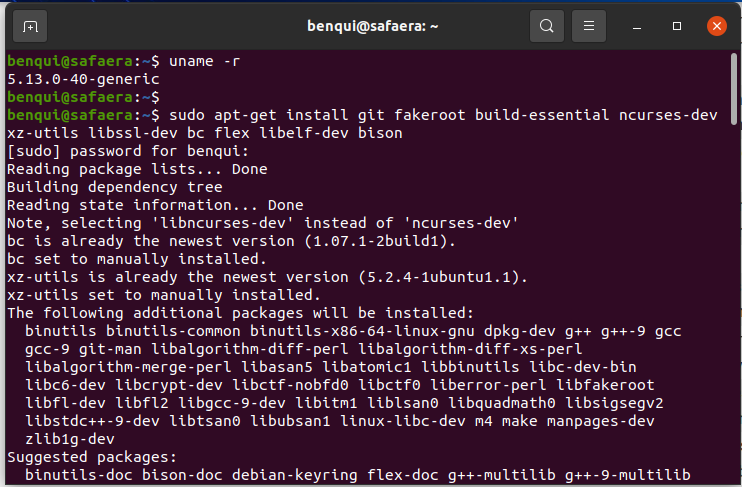 benqui@safaera: ~
benqui@safaera:~$ uname -r
5.13.0-40-generic
benqui@safaera:~$
benqui@safaera:~$ sudo apt-get install git fakeroot build-essential ncurses-dev
xz-utils libssl-dev bc flex libelf-dev bison
[sudo] password for benqui:
Reading package lists... Done
Building dependency tree
Reading state information... Done
Note, selecting 'libncurses-dev' instead of 'ncurses-dev'
bc is already the newest version (1.07.1-2build1).
bc set to manually installed.
xz-utils is already the newest version (5.2.4-1ubuntu1.1).
xz-utils set to manually installed.
The following additional packages will be installed:
  binutils binutils-common binutils-x86-64-linux-gnu dpkg-dev g++ g++-9 gcc
  gcc-9 git-man libalgorithm-diff-perl libalgorithm-diff-xs-perl
  libalgorithm-merge-perl libasan5 libatomic1 libbinutils libc-dev-bin
  libc6-dev libcrypt-dev libctf-nobfd0 libctf0 liberror-perl libfakeroot
  libfl-dev libfl2 libgcc-9-dev libitm1 liblsan0 libquadmath0 libsigsegv2
  libstdc++-9-dev libtsan0 libubsan1 linux-libc-dev m4 make manpages-dev
  zlib1g-dev
Suggested packages:
  binutils-doc bison-doc debian-keyring flex-doc g++-multilib g++-9-multilib